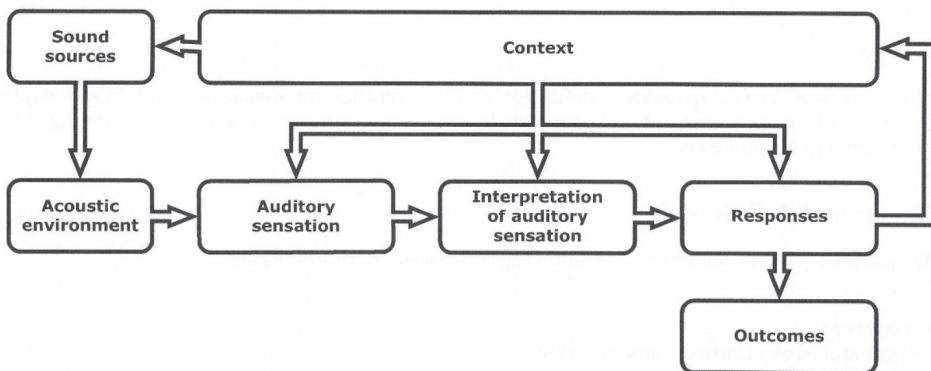 Sound
sources
Context
Acoustic
environment
Auditory
sensation
Interpretation
of auditory
sensation
Responses
Outcomes